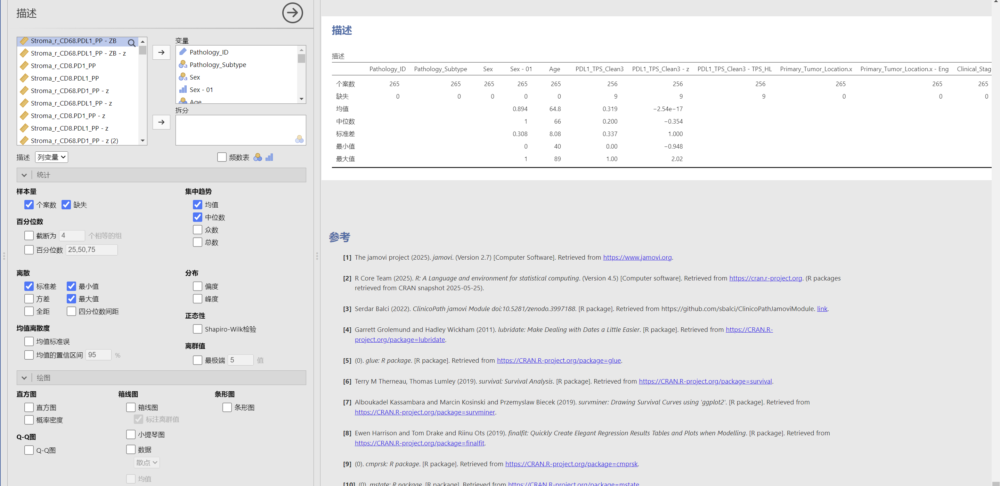 描述
Stroma_r_CD68.PDL1_PP - ZB
Stroma_r_CD68.PDL1_PP - ZB - z
Stroma_r_CD8.PD1_PP
Stroma_r_CD8.PDL1_PP
Stroma_r_CD68.PD1_PP - z
Stroma_r_CD68.PDL1_PP - z
Stroma_r_CD8.PD1_PP - z
Stroma_r_CD8.PDL1_PP - z
Stroma_r_CD68.PD1_PP - z (2)
变量
Pathology_ID
Pathology_Subtype
Sex
Sex - 01
Age
拆分
描述 列变量 频数表
统计
样本量
个案数 缺失
百分位数
截断为 4 个相等的组
百分位数 25,50,75
集中趋势
均值
中位数
众数
总数
离散
标准差 最小值
方差 最大值
全距 四分位数间距
均值离散度
均值标准误
均值的置信区间 95 %
分布
偏度
峰度
正态性
Shapiro-Wilk检验
离群值
最极端 5 值
绘图
直方图
直方图
概率密度
Q-Q图
Q-Q图
箱线图
箱线图
标注离群值
小提琴图
数据
散点
均值
条形图
条形图
描述
描述
Pathology_ID Pathology_Subtype Sex Sex - 01 Age PDL1_TPS_Clean3 PDL1_TPS_Clean3 - z PDL1_TPS_Clean3 - TPS_HL Primary_Tumor_Location.x Primary_Tumor_Location.x - Eng Clinical_Stag
个案数 265 265 265 265 265 256 256 256 265 265 265
缺失 0 0 0 0 0 9 9 9 0 0 0
均值 0.894 64.8 0.319 −2.54e−17
中位数 1 66 0.200 −0.354
标准差 0.308 8.08 0.337 1.000
最小值 0 40 0.00 −0.948
最大值 1 89 1.00 2.02
参考
[1] The jamovi project (2025). jamovi. (Version 2.7) [Computer Software]. Retrieved from https://www.jamovi.org.
[2] R Core Team (2025). R: A Language and environment for statistical computing. (Version 4.5) [Computer software]. Retrieved from https://cran.r-project.org. (R packages
retrieved from CRAN snapshot 2025-05-25).
[3] Serdar Balci (2022). ClinicoPath jamovi Module doi:10.5281/zenodo.3997188. [R package]. Retrieved from https://github.com/sbalci/ClinicoPathJamoviModule. link.
[4] Garrett Grolemund and Hadley Wickham (2011). lubridate: Make Dealing with Dates a Little Easier. [R package]. Retrieved from https://CRAN.R-
project.org/package=lubridate.
[5] (0). glue: R package. [R package]. Retrieved from https://CRAN.R-project.org/package=glue.
[6] Terry M Therneau, Thomas Lumley (2019). survival: Survival Analysis. [R package]. Retrieved from https://CRAN.R-project.org/package=survival.
[7] Alboukadel Kassambara and Marcin Kosinski and Przemyslaw Biecek (2019). survminer: Drawing Survival Curves using 'ggplot2'. [R package]. Retrieved from
https://CRAN.R-project.org/package=survminer.
[8] Ewen Harrison and Tom Drake and Riinu Ots (2019). finalfit: Quickly Create Elegant Regression Results Tables and Plots when Modelling. [R package]. Retrieved from
https://CRAN.R-project.org/package=finalfit.
[9] (0). cmprsk: R package. [R package]. Retrieved from https://CRAN.R-project.org/package=cmprsk.
[10] (0). mstate: R package. [R package]. Retrieved from https://CRAN.R-project.org/package=mstate